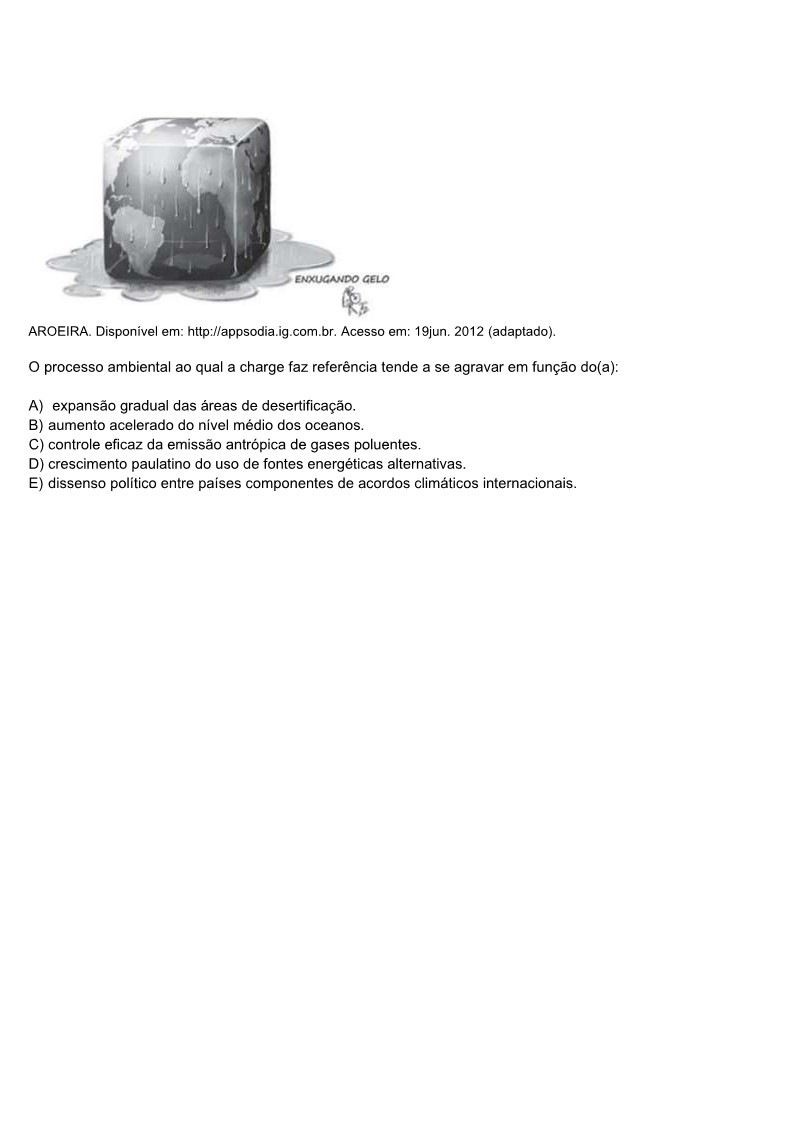 ENXUGANDO GELO
AROEIRA. Disponível em: http://appsodia.ig.com.br. Acesso em: 19jun. 2012 (adaptado).
O processo ambiental ao qual a charge faz referência tende a se agravar em função do(a):
A)  expansão gradual das áreas de desertificação.
B) aumento acelerado do nível médio dos oceanos.
C) controle eficaz da emissão antrópica de gases poluentes.
D) crescimento paulatino do uso de fontes energéticas alternativas.
E) dissenso político entre países componentes de acordos climáticos internacionais.